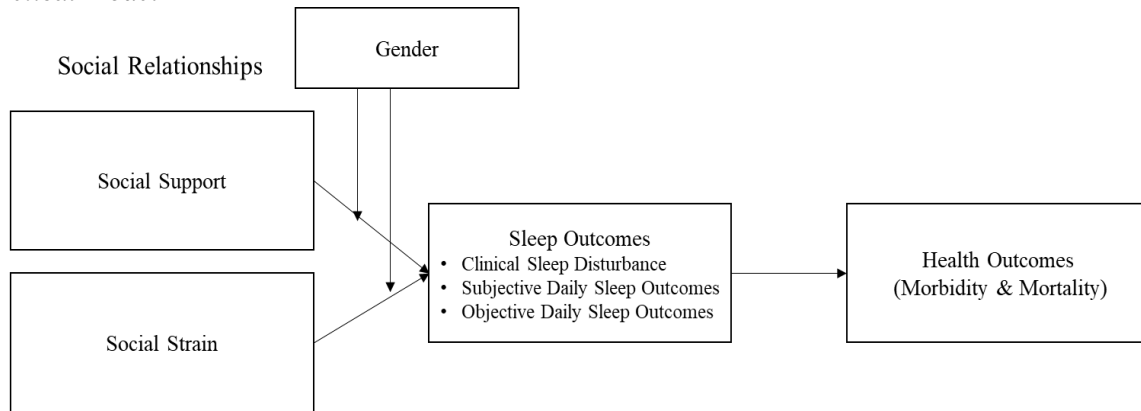 Gender
Social Relationships
Social Support
Social Strain
Sleep Outcomes
• Clinical Sleep Disturbance
• Subjective Daily Sleep Outcomes
• Objective Daily Sleep Outcomes
Health Outcomes
(Morbidity & Mortality)